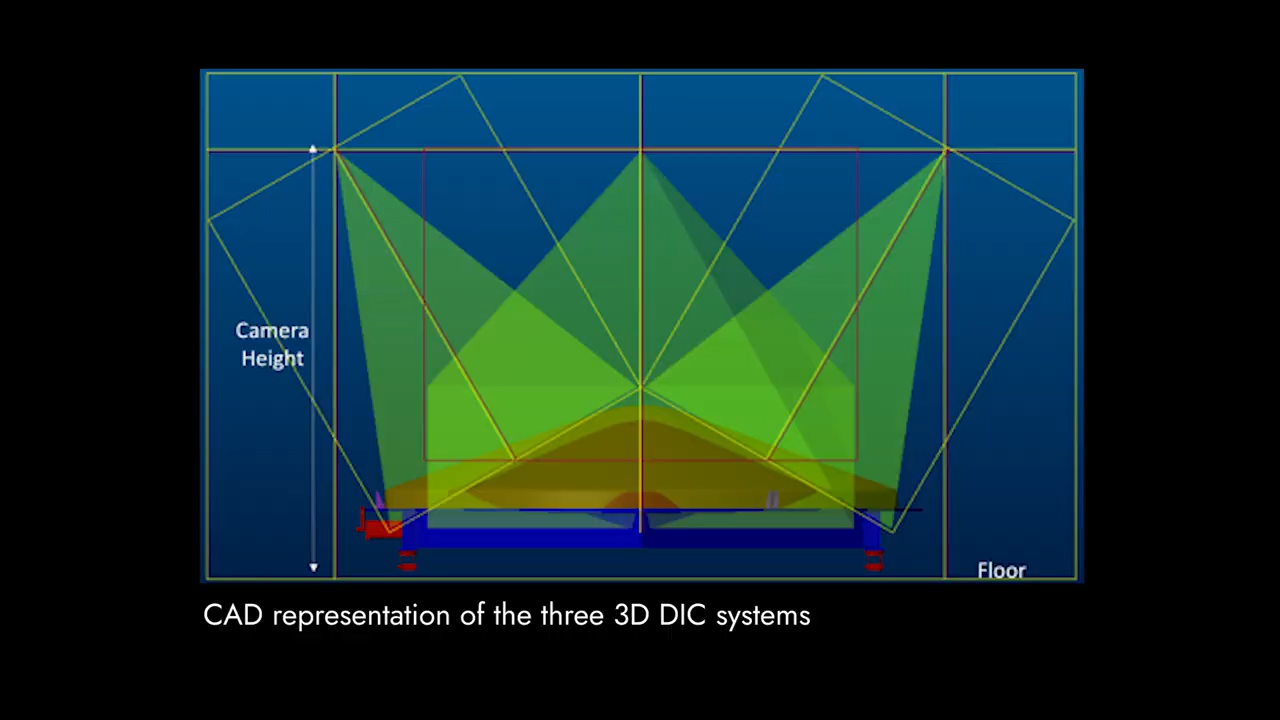 Camera
Height
Floor
CAD representation of the three 3D DIC systems